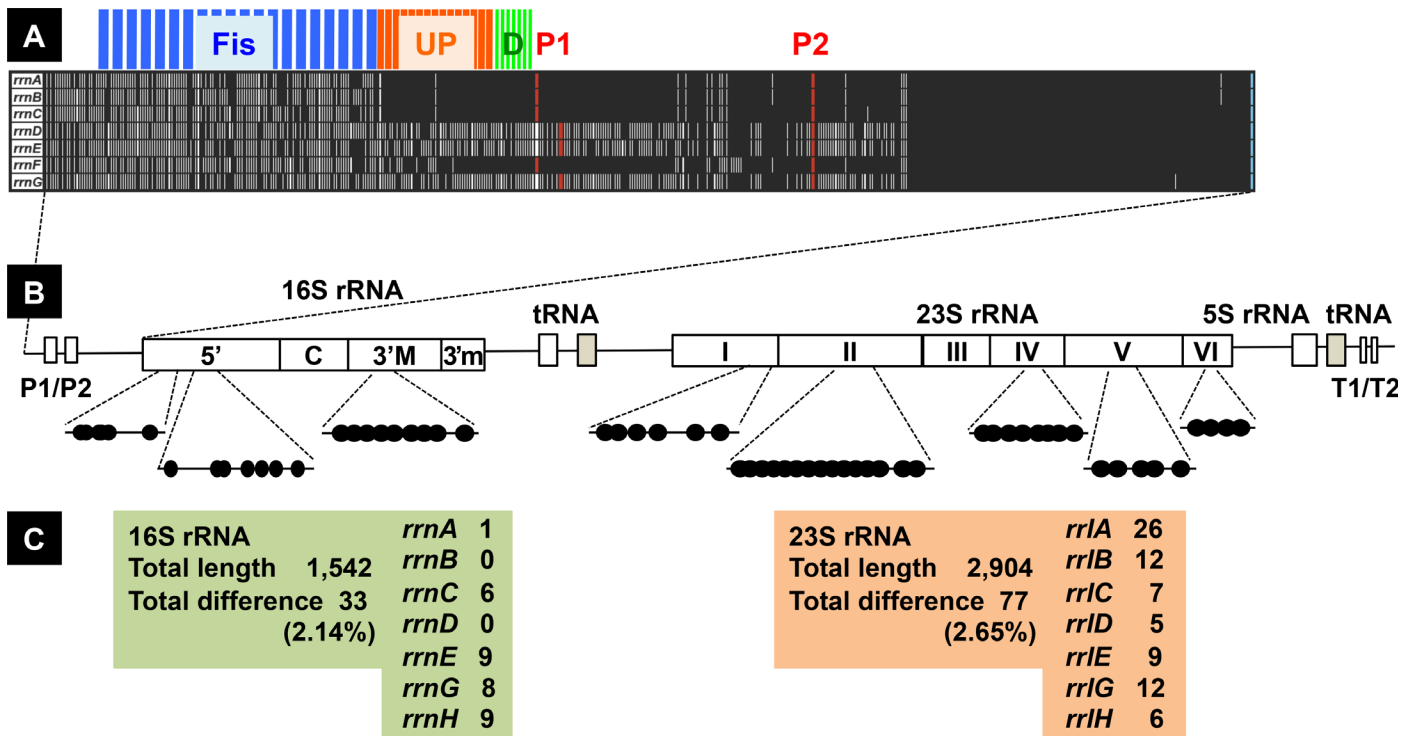 A
Fis
UP
D
P1
P2
rrnA
rrnB
rrnC
rrnD
rrnE
rrnF
rrnG
B
16S rRNA
tRNA
23S rRNA
5S rRNA
tRNA
5'
C
3'M
3'm
I
II
III
IV
V
VI
P1/P2
T1/T2
C
16S rRNA
Total length 1,542
Total difference 33
(2.14%)
rrnA 1
rrnB 0
rrnC 6
rrnD 0
rrnE 9
rrnG 8
rrnH 9
23S rRNA
Total length 2,904
Total difference 77
(2.65%)
rrlA 26
rrlB 12
rrlC 7
rrlD 5
rrlE 9
rrlG 12
rrlH 6